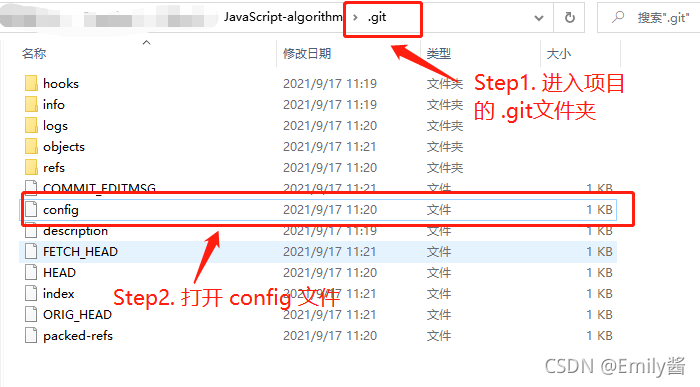 JavaScript-algorithm > .git
搜索".git"
名称 修改日期 类型 大小
hooks 2021/9/17 11:19 文件夹
Step1. 进入项目
info 2021/9/17 11:19 文件夹
的 .git文件夹
logs 2021/9/17 11:20 文件夹
objects 2021/9/17 11:21 文件夹
refs 2021/9/17 11:20 文件夹
COMMIT_EDITMSG 2021/9/17 11:21 文件 1 KB
config 2021/9/17 11:20 文件 1 KB
description 2021/9/17 11:19 文件 1 KB
FETCH_HEAD 2021/9/17 11:21 文件 1 KB
HEAD 2021/9/17 11:20 文件 1 KB
index 2021/9/17 11:21 文件 1 KB
Step2. 打开 config 文件
ORIG_HEAD 2021/9/17 11:21 文件 1 KB
packed-refs 2021/9/17 11:20 文件 1 KB
CSDN @Emily酱